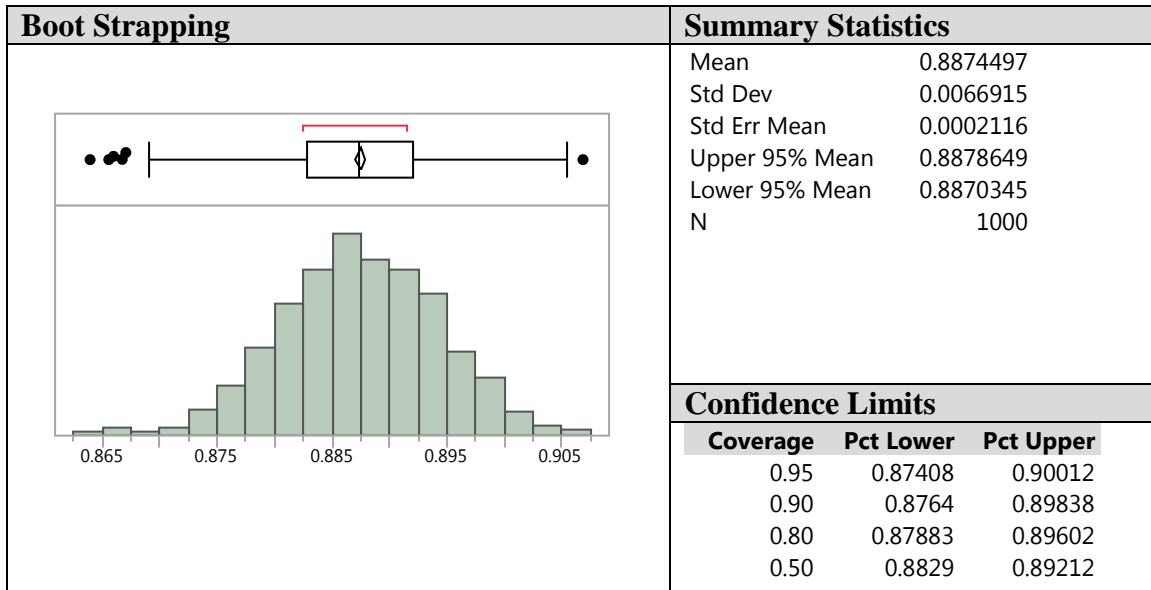 Boot Strapping
0.865 0.875 0.885 0.895 0.905
Summary Statistics
Mean 0.8874497
Std Dev 0.0066915
Std Err Mean 0.0002116
Upper 95% Mean 0.8878649
Lower 95% Mean 0.8870345
N 1000
Confidence Limits
Coverage Pct Lower Pct Upper
0.95 0.87408 0.90012
0.90 0.8764 0.89838
0.80 0.87883 0.89602
0.50 0.8829 0.89212